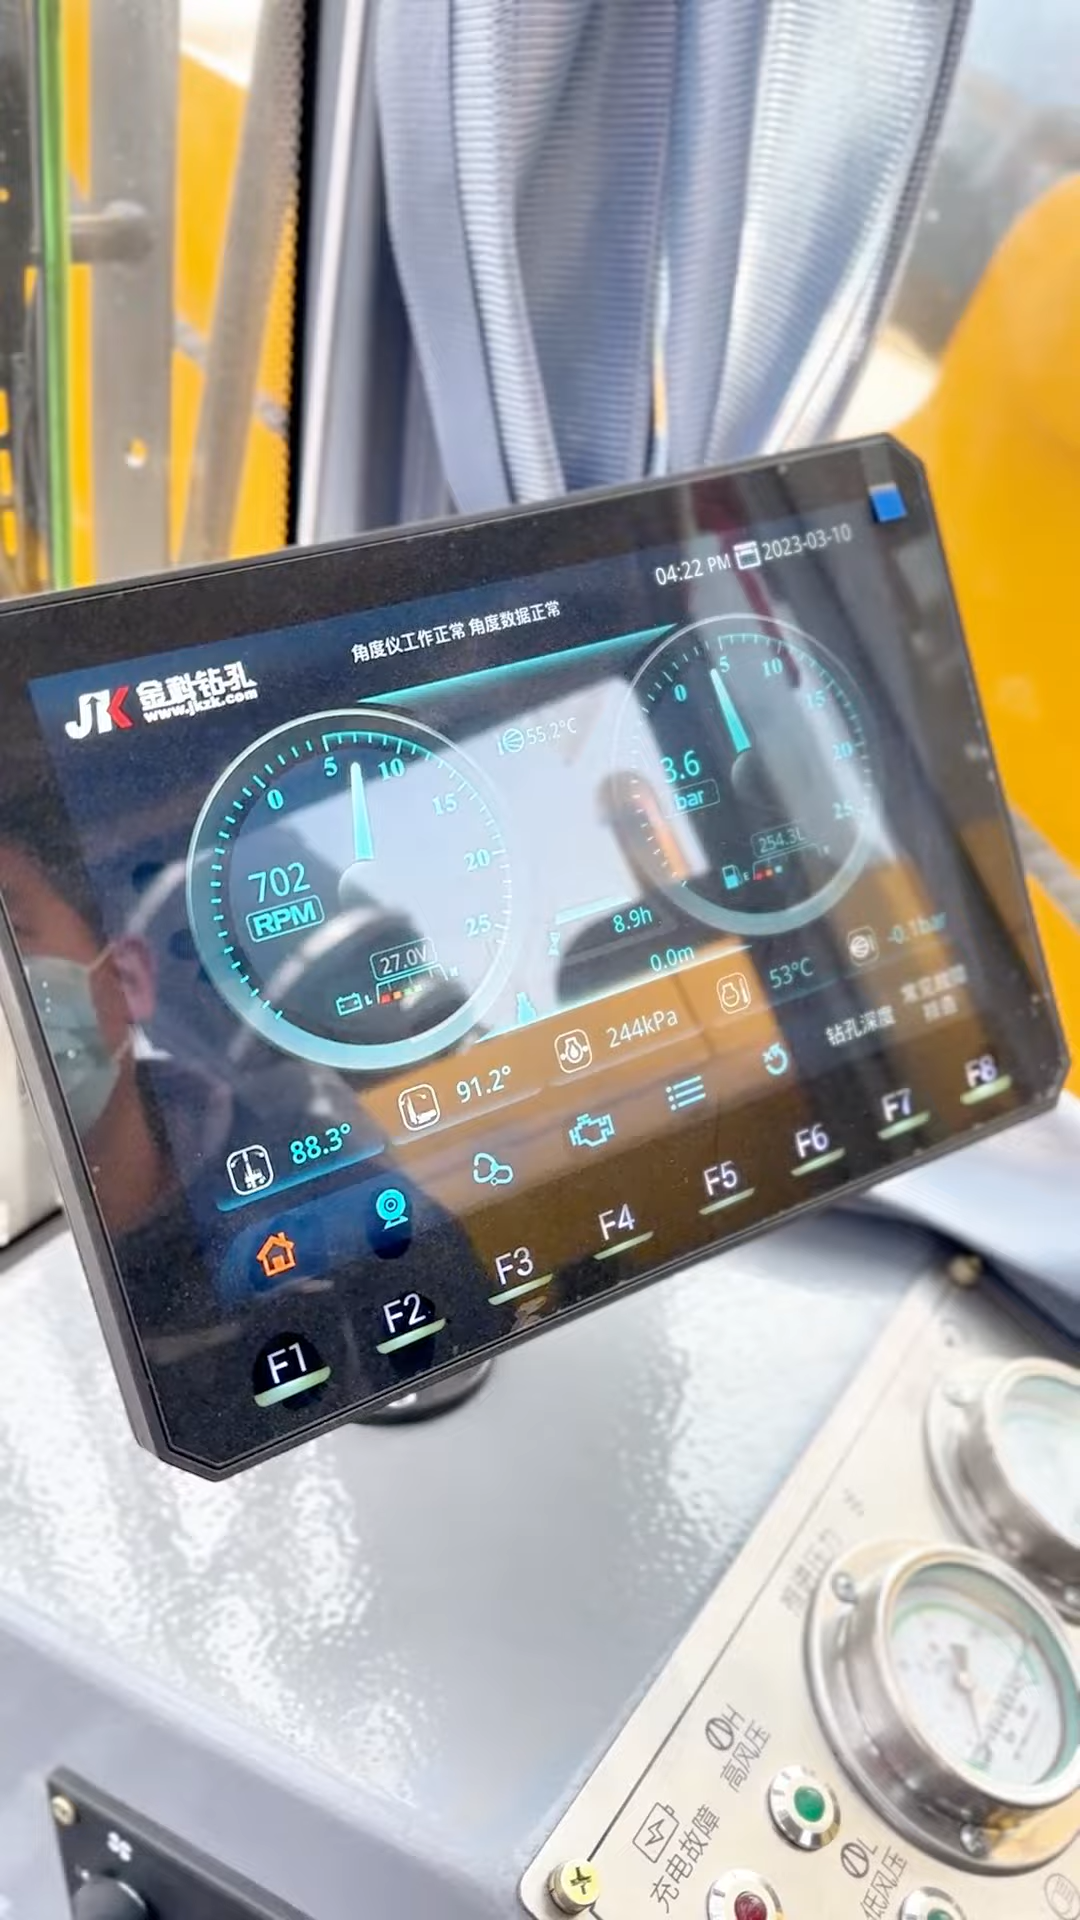 04:22 PM 2023-03-10
角度仪工作正常 角度数据正常
JK 金科钻孔
www.jkzk.com
0 5 10 15 20 25
702
RPM
27.0V
L H
55.2°C
0 5 10 15 20 25
3.6
bar
254.3L
E F
8.9h
0.0m
88.3°
91.2°
244kPa
53°C
-0.1bar
钻孔深度
F1 F2 F3 F4 F5 F6 F7 F8
H
高风压
充电故障
L
低风压